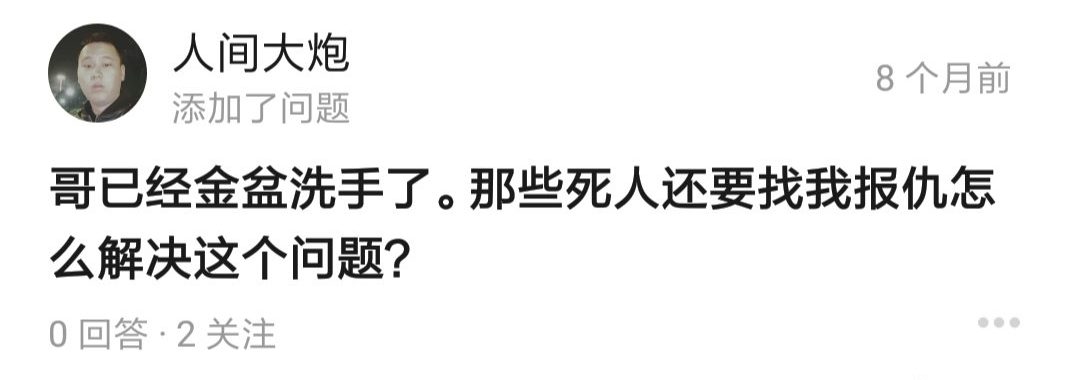 人间大炮
8 个月前
添加了问题
哥已经金盆洗手了。那些死人还要找我报仇怎
么解决这个问题？
0 回答 · 2 关注